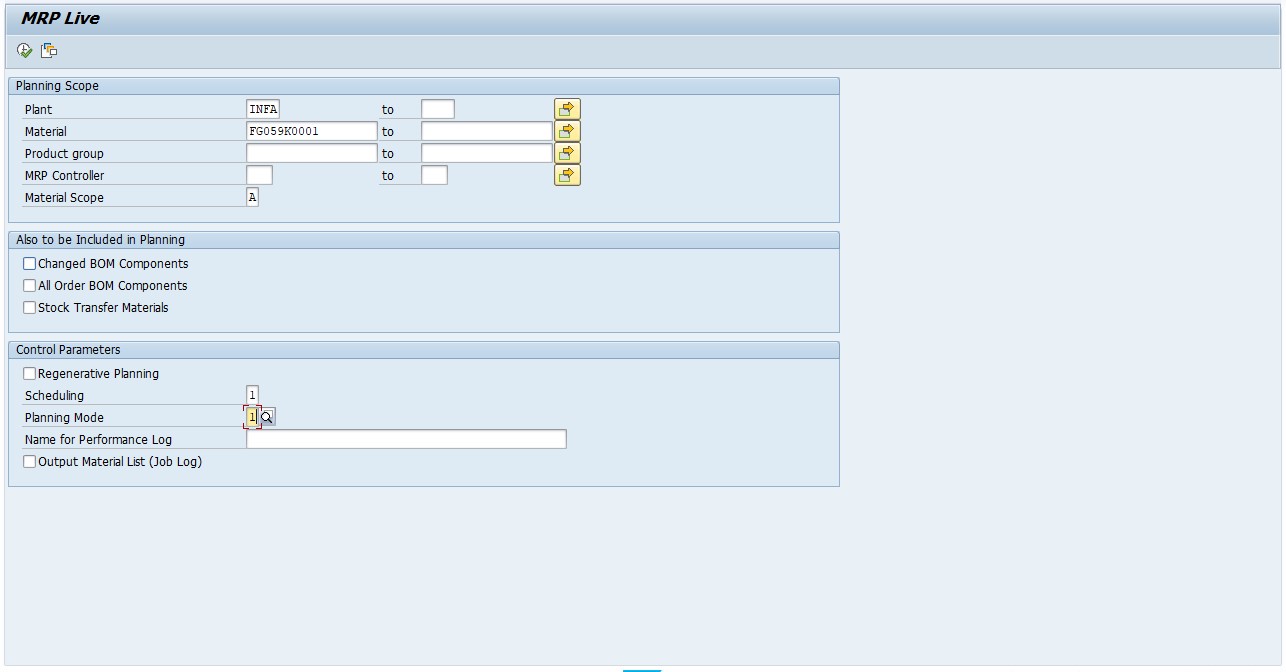 MRP Live
Planning Scope
Plant INFA to
Material FG059K0001 to
Product group to
MRP Controller to
Material Scope A
Also to be Included in Planning
Changed BOM Components
All Order BOM Components
Stock Transfer Materials
Control Parameters
Regenerative Planning
Scheduling 1
Planning Mode 1
Name for Performance Log
Output Material List (Job Log)